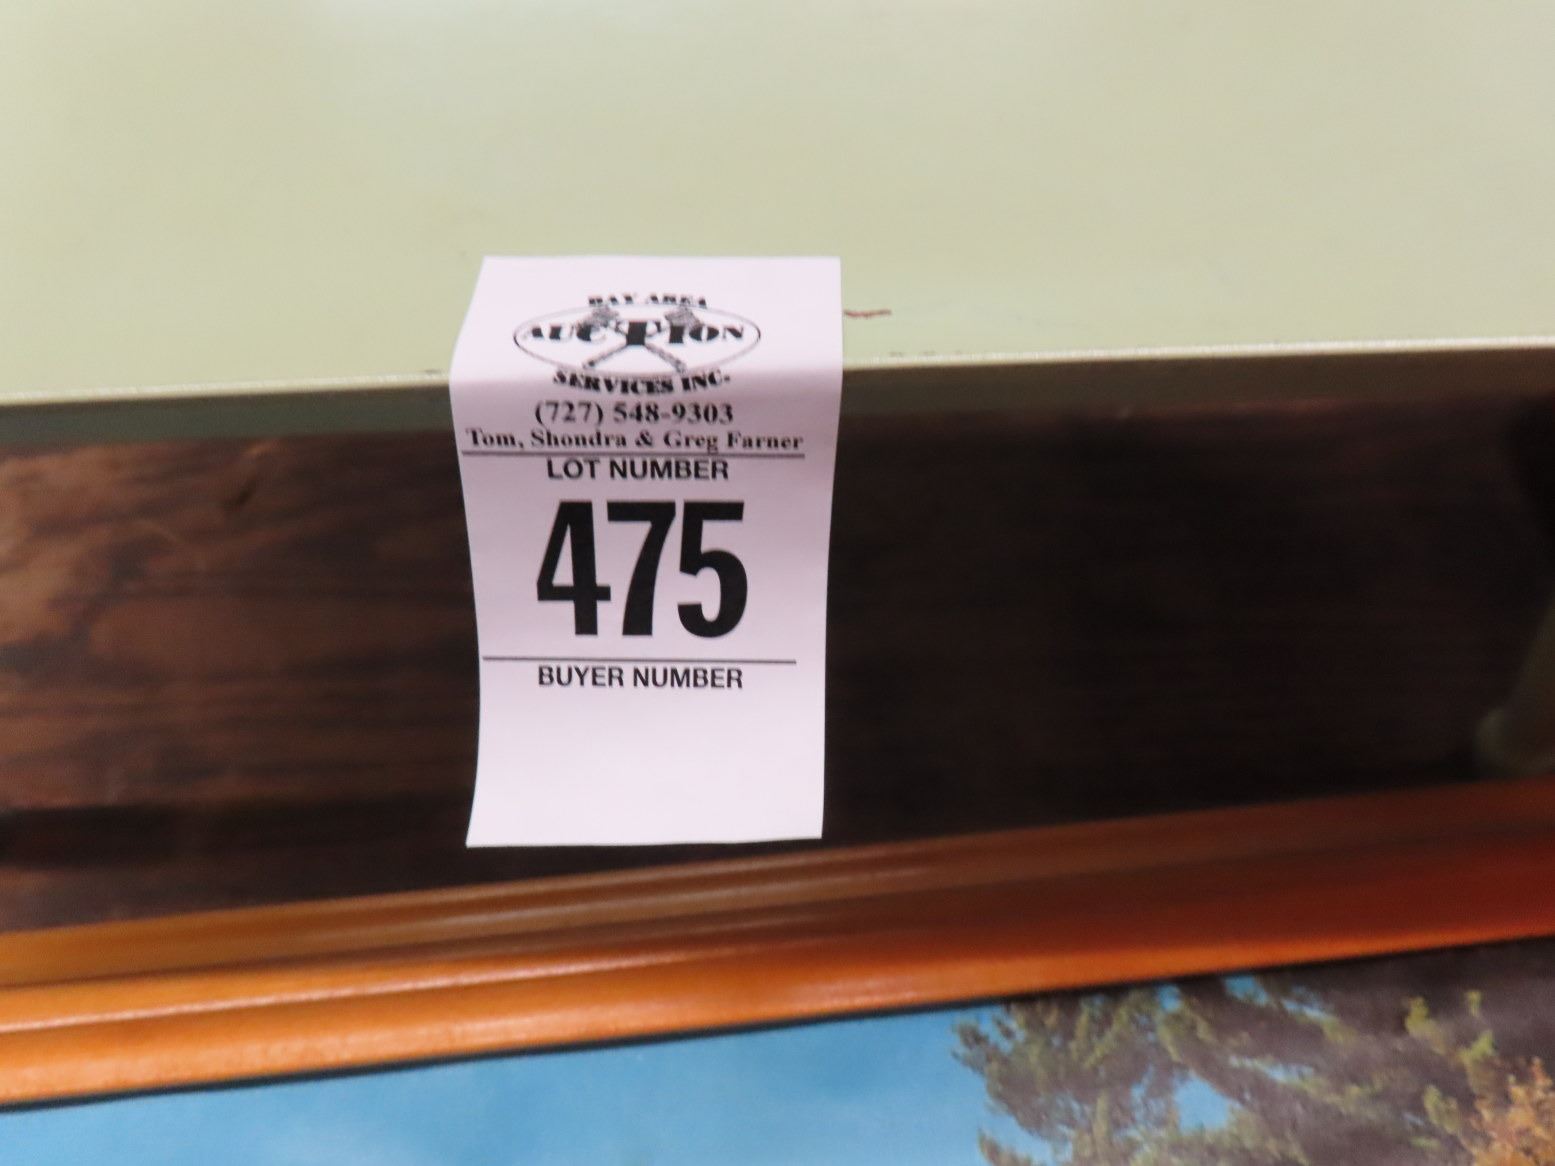 BAY AREA
AUCTION
SERVICES INC.
(727) 548-9303
Tom, Shondra & Greg Farner
LOT NUMBER
475
BUYER NUMBER